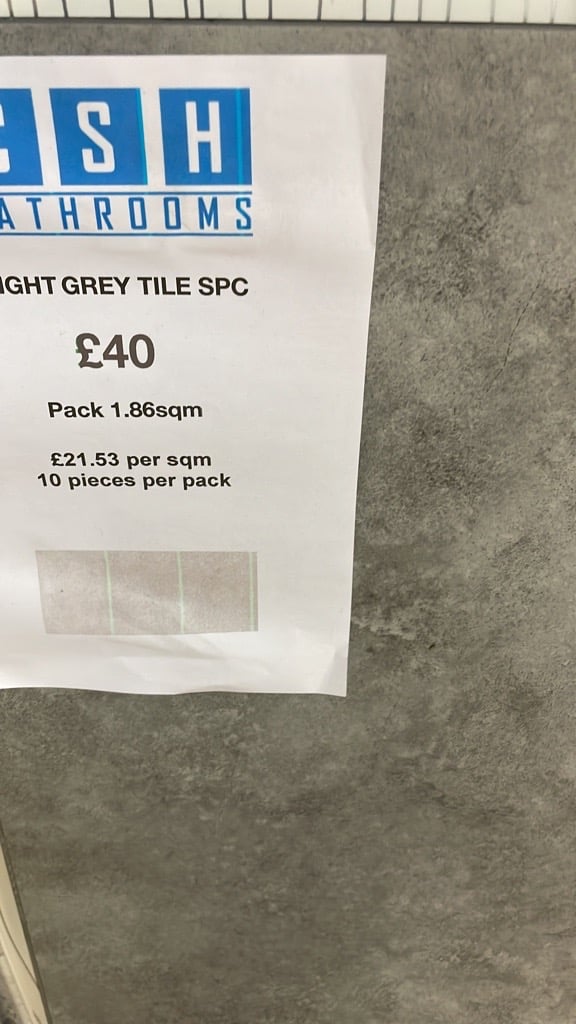 SH
ATHROOMS
IGHT GREY TILE SPC
£40
Pack 1.86sqm
£21.53 per sqm
10 pieces per pack